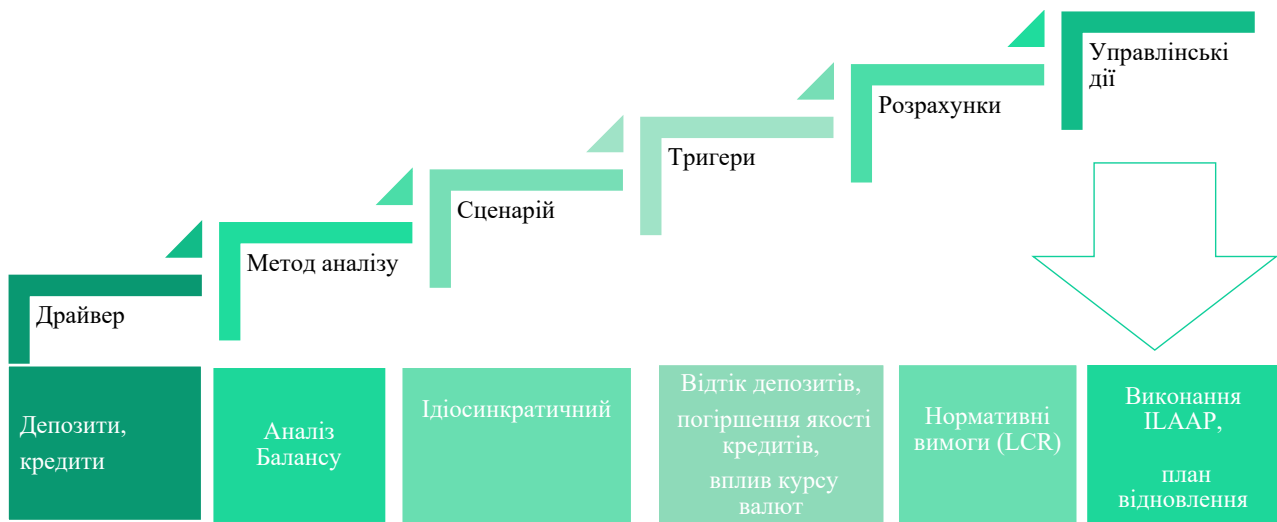 Драйвер
Метод аналізу
Сценарій
Тригери
Розрахунки
Управлінські
дії
Депозити,
кредити
Аналіз
Балансу
Ідіосинкратичний
Відтік депозитів,
погіршення якості
кредитів,
вплив курсу
валют
Нормативні
вимоги (LCR)
Виконання
ILAAP,
план
відновлення